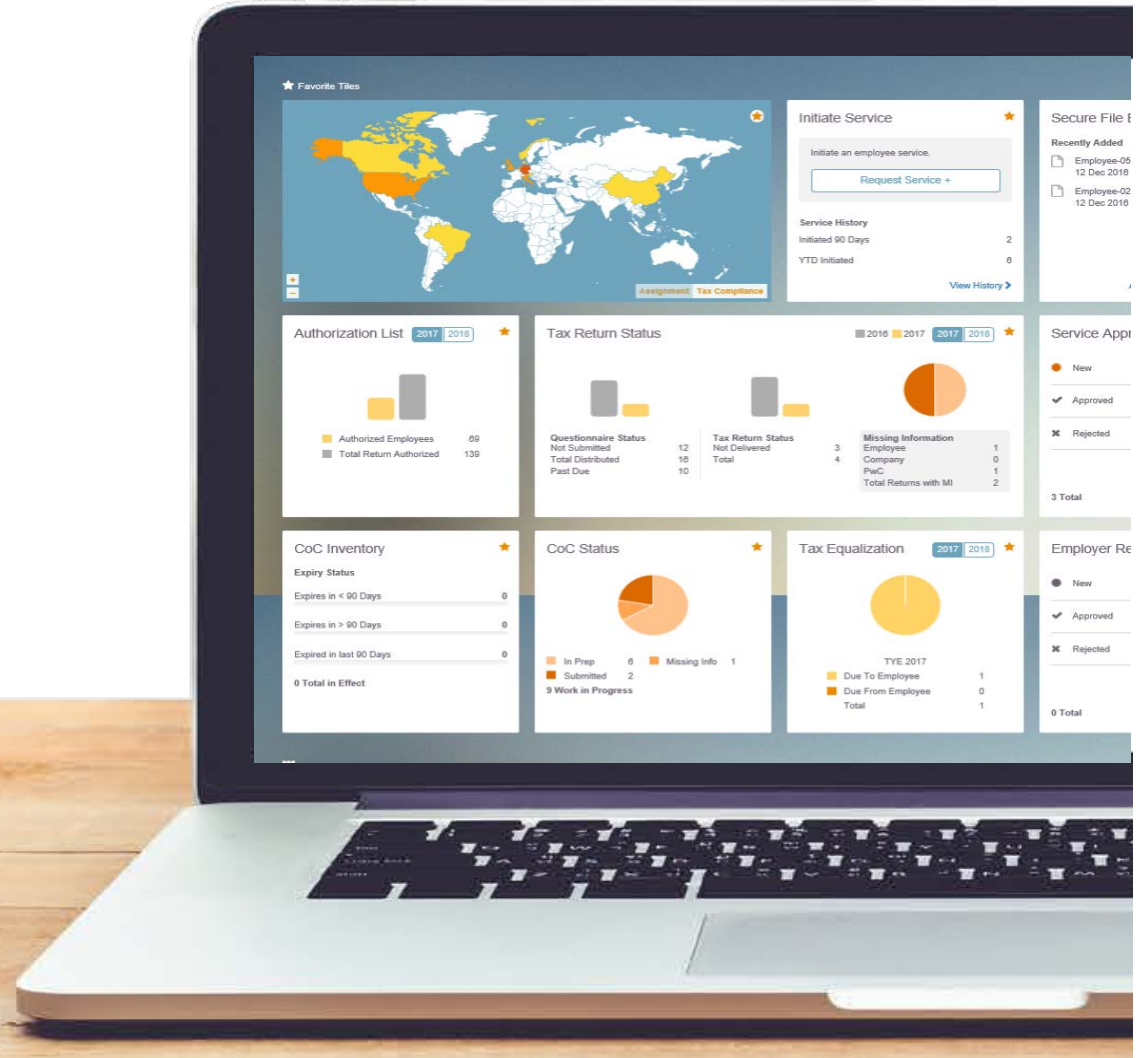 Favorite Tiles
Assignment Tax Compliance
Initiate Service
Initiate an employee service.
Request Service +
Service History
Initiated 90 Days 2
YTD Initiated 6
View History
Secure File E
Recently Added
Employee-05
12 Dec 2016
Employee-02
12 Dec 2016
Authorization List 2017 2018
Authorized Employees 69
Total Return Authorized 139
Tax Return Status 2016 2017 2017 2018
Questionnaire Status
Not Submitted 12
Total Distributed 16
Past Due 10
Tax Return Status
Not Delivered 3
Total 4
Missing Information
Employee 1
Company 0
PwC 1
Total Returns with MI 2
Service Appr
New
Approved
Rejected
3 Total
CoC Inventory
Expiry Status
Expires in < 90 Days 0
Expires in > 90 Days 0
Expired in last 90 Days 0
0 Total in Effect
CoC Status
In Prep 6 Missing Info 1
Submitted 2
9 Work in Progress
Tax Equalization 2017 2018
TYE 2017
Due To Employee 1
Due From Employee 0
Total 1
Employer Re
New
Approved
Rejected
0 Total